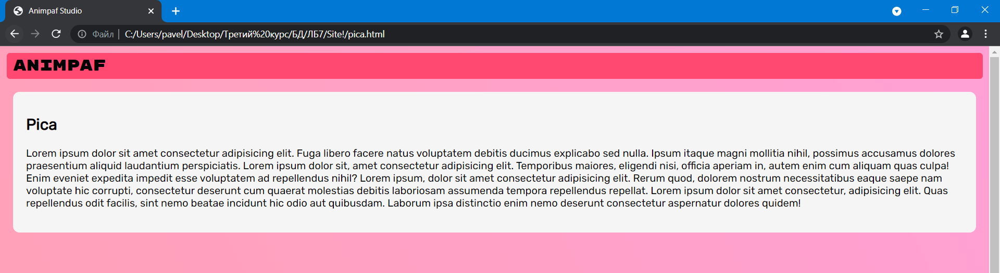 Animpaf Studio
Файл | C:/Users/pavel/Desktop/Третий%20курс/БД/ЛБ7/Site!/pica.html
ANIMPAF
Pica
Lorem ipsum dolor sit amet consectetur adipisicing elit. Fuga libero facere natus voluptatem debitis ducimus explicabo sed nulla. Ipsum itaque magni mollitia nihil, possimus accusamus dolores
praesentium aliquid laudantium perspiciatis. Lorem ipsum dolor sit, amet consectetur adipisicing elit. Temporibus maiores, eligendi nisi, officia aperiam in, autem enim cum aliquam quas culpa!
Enim eveniet expedita impedit esse voluptatem ad repellendus nihil? Lorem ipsum, dolor sit amet consectetur adipisicing elit. Rerum quod, dolorem nostrum necessitatibus eaque saepe nam
voluptate hic corrupti, consectetur deserunt cum quaerat molestias debitis laboriosam assumenda tempora repellendus repellat. Lorem ipsum dolor sit amet consectetur, adipisicing elit. Quas
repellendus odit facilis, sint nemo beatae incidunt hic odio aut quibusdam. Laborum ipsa distinctio enim nemo deserunt consectetur aspernatur dolores quidem!